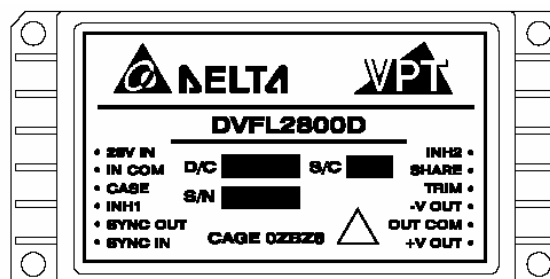 DELTA VPT
DVFL2800D
28V IN
IN COM
CASE
INH1
SYNC OUT
SYNC IN
D/C S/C
S/N
CAGE 0ZBZ6
INH2
SHARE
TRIM
-V OUT
OUT COM
+V OUT